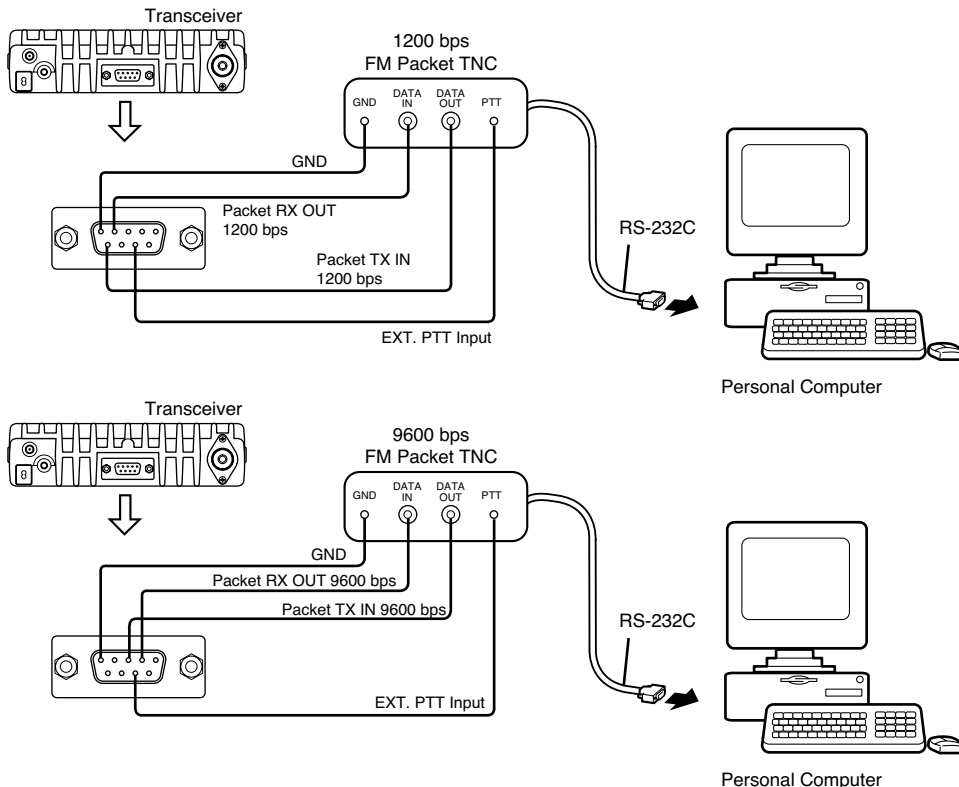 Transceiver
8
1200 bps
FM Packet TNC
GND
DATA
IN
DATA
OUT
PTT
GND
Packet RX OUT
1200 bps
Packet TX IN
1200 bps
EXT. PTT Input
RS-232C
Personal Computer
Transceiver
8
9600 bps
FM Packet TNC
GND
DATA
IN
DATA
OUT
PTT
GND
Packet RX OUT 9600 bps
Packet TX IN 9600 bps
EXT. PTT Input
RS-232C
Personal Computer